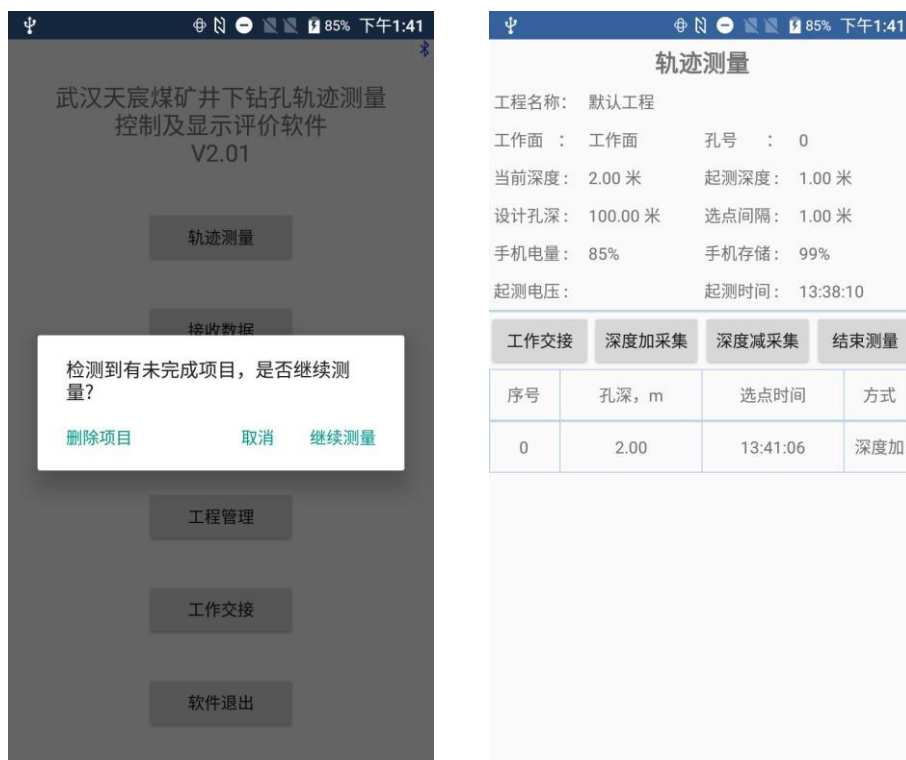 85% 下午1:41
武汉天宸煤矿井下钻孔轨迹测量
控制及显示评价软件
V2.01
轨迹测量
接收数据
检测到有未完成项目，是否继续测
量?
删除项目 取消 继续测量
工程管理
工作交接
软件退出
85% 下午1:41
轨迹测量
工程名称： 默认工程
工作面 ： 工作面 孔号 ： 0
当前深度： 2.00 米 起测深度： 1.00 米
设计孔深： 100.00 米 选点间隔： 1.00 米
手机电量： 85% 手机存储： 99%
起测电压： 起测时间： 13:38:10
工作交接 深度加采集 深度减采集 结束测量
序号 孔深，m 选点时间 方式
0 2.00 13:41:06 深度加